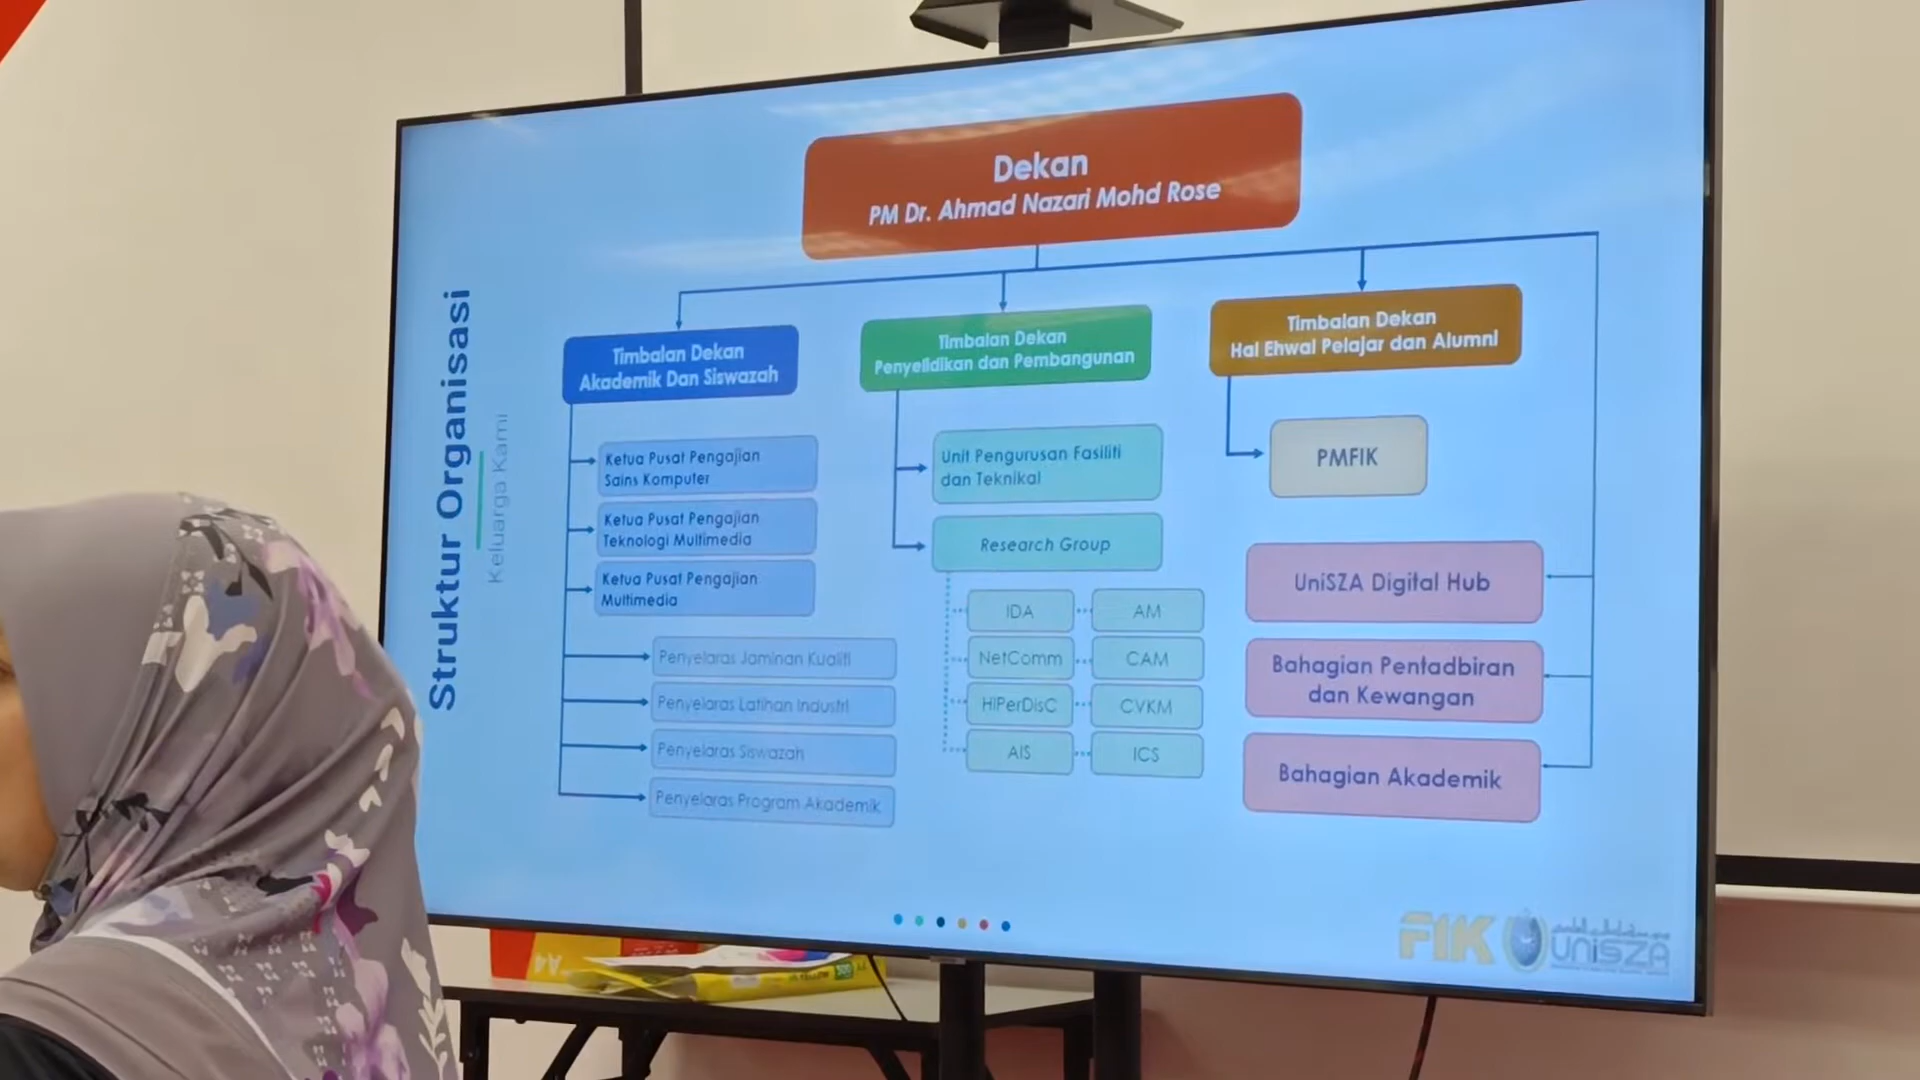 Struktur Organisasi
Keluarga Kami
Dekan
PM Dr. Ahmad Nazari Mohd Rose
Timbalan Dekan
Akademik Dan Siswazah
Ketua Pusat Pengajian
Sains Komputer
Ketua Pusat Pengajian
Teknologi Multimedia
Ketua Pusat Pengajian
Multimedia
Penyelaras Jaminan Kualiti
Penyelaras Latihan Industri
Penyelaras Siswazah
Penyelaras Program Akademik
Timbalan Dekan
Penyelidikan dan Pembangunan
Unit Pengurusan Fasiliti
dan Teknikal
Research Group
IDA
AM
NetComm
CAM
HiPerDisC
CVKM
AIS
ICS
Timbalan Dekan
Hal Ehwal Pelajar dan Alumni
PMFIK
UniSZA Digital Hub
Bahagian Pentadbiran
dan Kewangan
Bahagian Akademik
FIK
UniSZA
A4
YELLOW